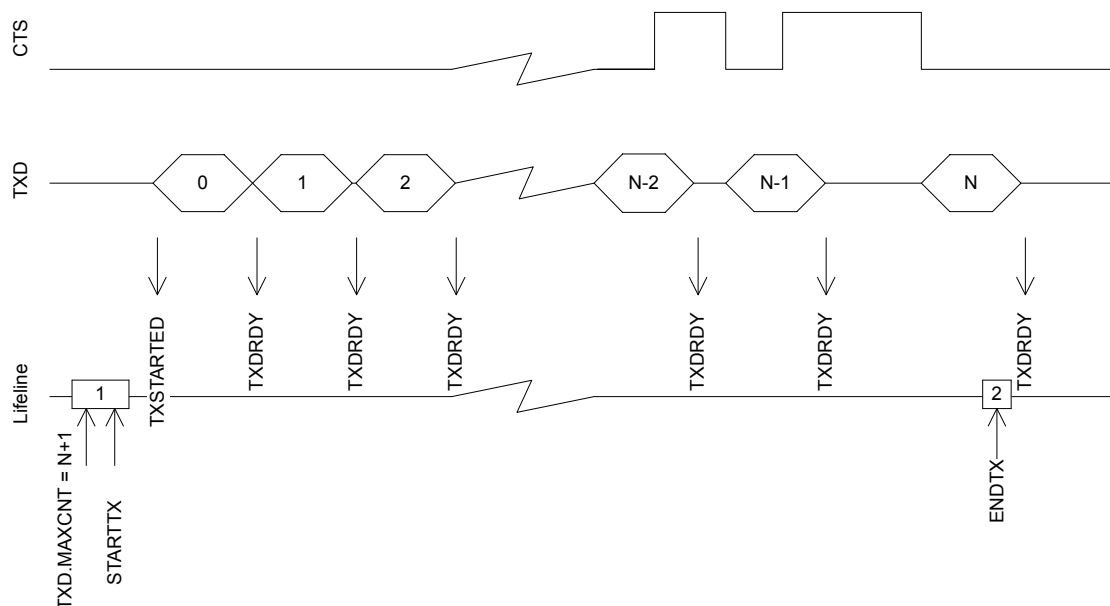 CTS
TXD
0
1
2
N-2
N-1
N
TXSTARTED
TXDRDY
TXDRDY
TXDRDY
TXDRDY
TXDRDY
TXDRDY
Lifeline
1
2
TXD.MAXCNT = N+1
STARTTX
ENDTX